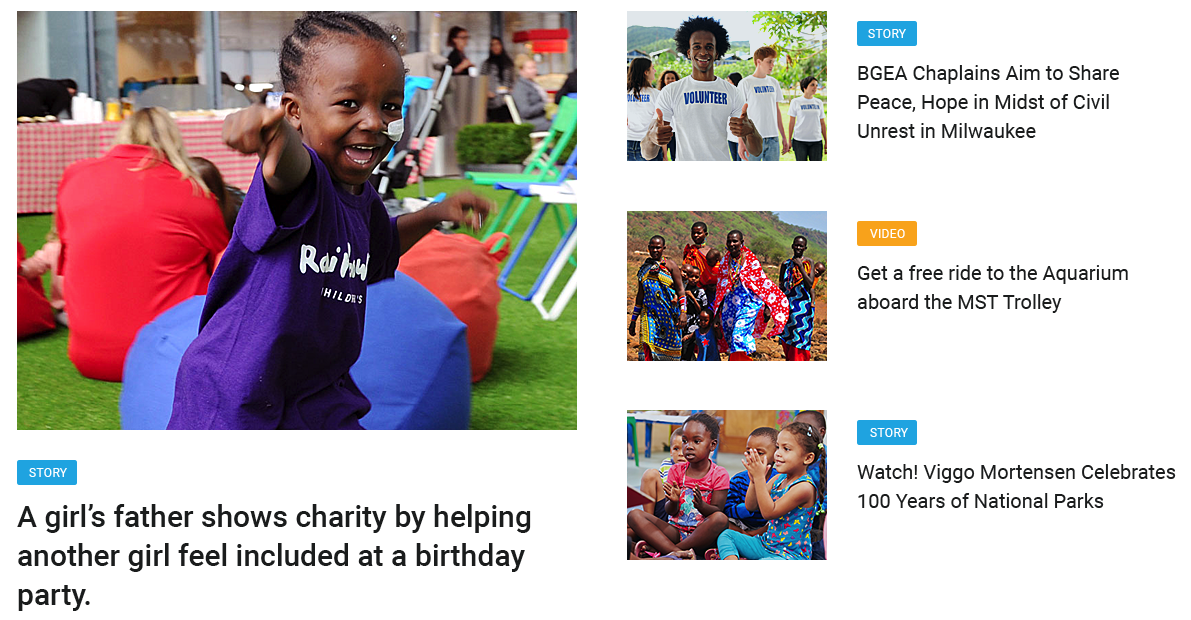 Rainbow
CHILDREN'S
STORY
A girl’s father shows charity by helping
another girl feel included at a birthday
party.
VOLUNTEER
VOLUNTEER
VOLUNTEER
VOLUNTEER
STORY
BGEA Chaplains Aim to Share
Peace, Hope in Midst of Civil
Unrest in Milwaukee
VIDEO
Get a free ride to the Aquarium
aboard the MST Trolley
STORY
Watch! Viggo Mortensen Celebrates
100 Years of National Parks